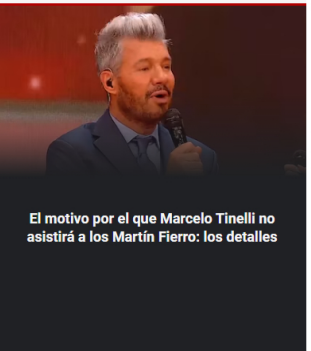 El motivo por el que Marcelo Tinelli no
asistirá a los Martín Fierro: los detalles